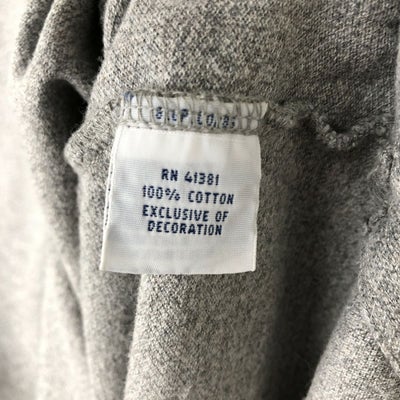 RN 41381
100% COTTON
EXCLUSIVE OF
DECORATION